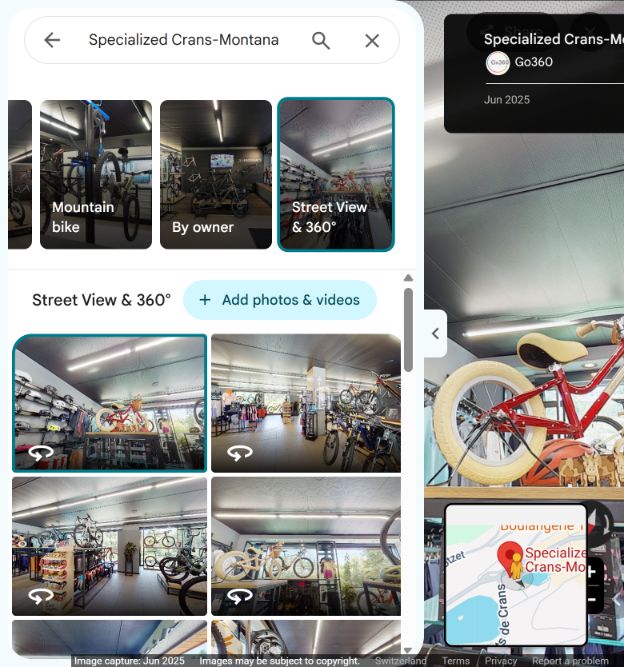 Specialized Crans-Montana
Mountain
bike
By owner
Street View
& 360°
Street View & 360°
+ Add photos & videos
Specialized Crans-Mo
Go360
Go360
Jun 2025
Boulangerie
Specialize
Crans-Mo
s de Crans
Image capture: Jun 2025 Images may be subject to copyright. Switzerland Terms Privacy Report a problem